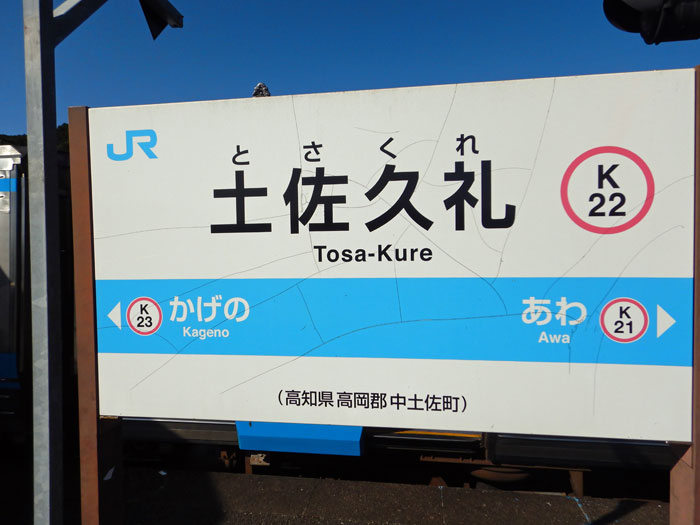 JR
とさくれ
土佐久礼
Tosa-Kure
K
22
K
23
かげの
Kageno
あわ
Awa
K
21
(高知県高岡郡中土佐町)